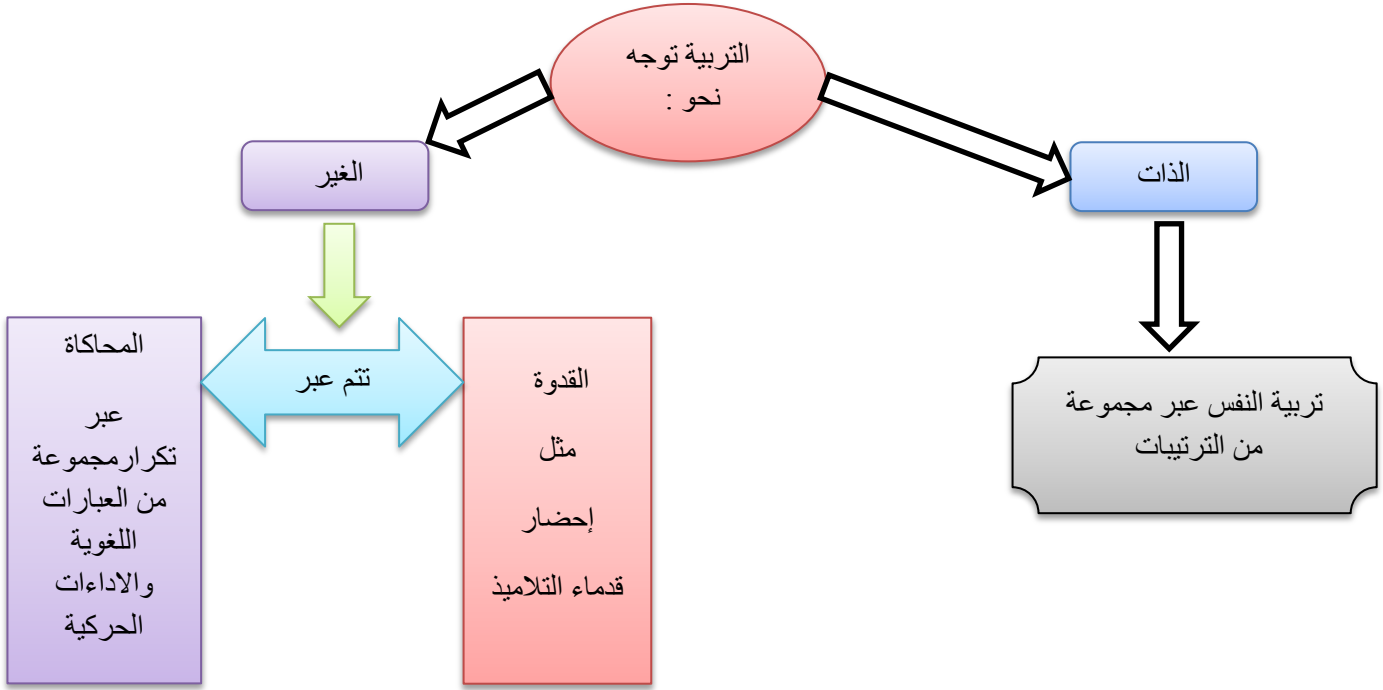 التربية توجه
نحو :
الذات
الغير
تربية النفس عبر مجموعة
من الترتيبات
تتم عبر
القدوة
مثل
إحضار
قدماء التلاميذ
المحاكاة
عبر
تكرارمجموعة
من العبارات
اللغوية
والاداءات
الحركية